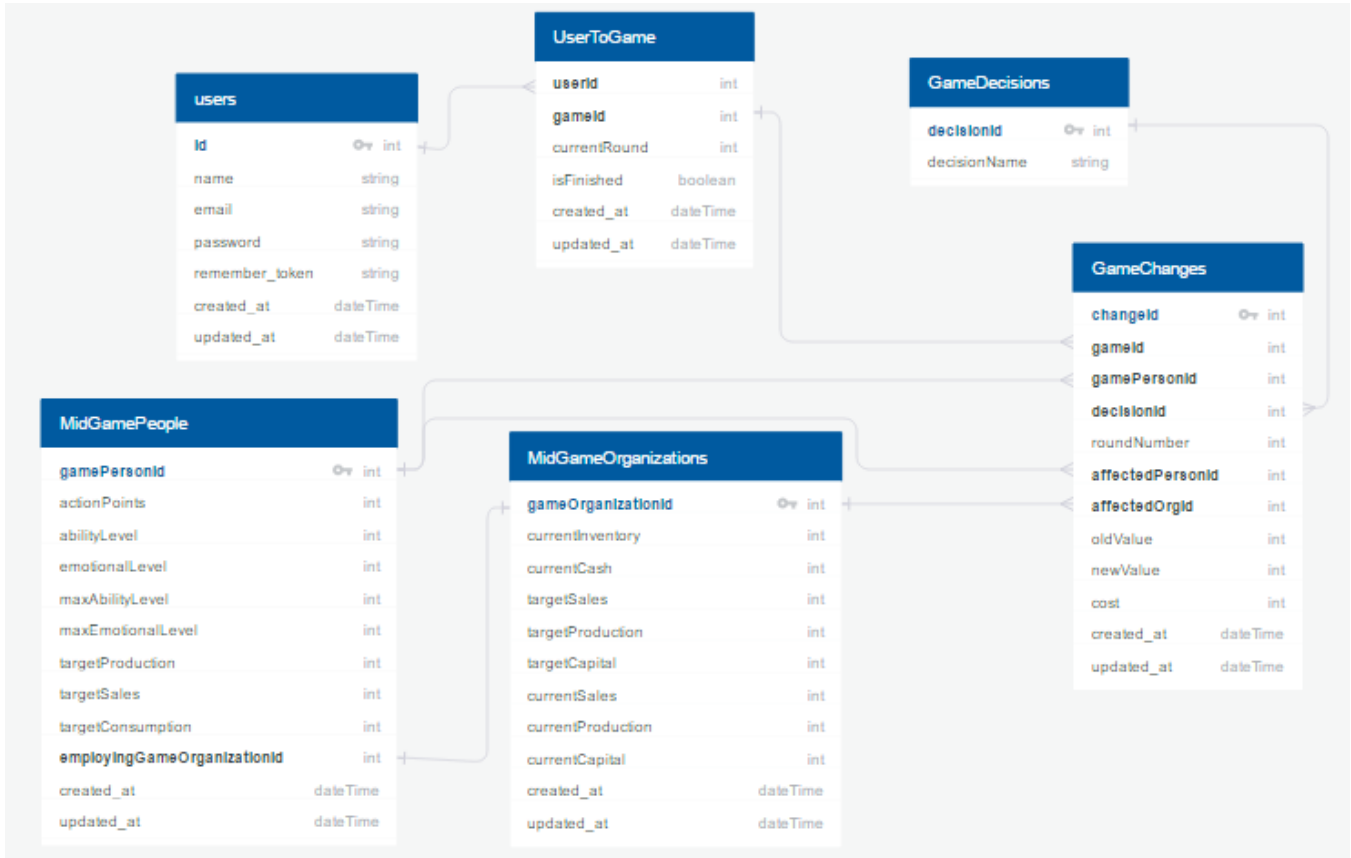 users
id int
name string
email string
password string
remember_token string
created_at dateTime
updated_at dateTime
UserToGame
userId int
gameId int
currentRound int
isFinished boolean
created_at dateTime
updated_at dateTime
GameDecisions
decisionId int
decisionName string
GameChanges
changeId int
gameId int
gamePersonId int
decisionId int
roundNumber int
affectedPersonId int
affectedOrgId int
oldValue int
newValue int
cost int
created_at dateTime
updated_at dateTime
MidGamePeople
gamePersonId int
actionPoints int
abilityLevel int
emotionalLevel int
maxAbilityLevel int
maxEmotionalLevel int
targetProduction int
targetSales int
targetConsumption int
employingGameOrganizationId int
created_at dateTime
updated_at dateTime
MidGameOrganizations
gameOrganizationId int
currentInventory int
currentCash int
targetSales int
targetProduction int
targetCapital int
currentSales int
currentProduction int
currentCapital int
created_at dateTime
updated_at dateTime